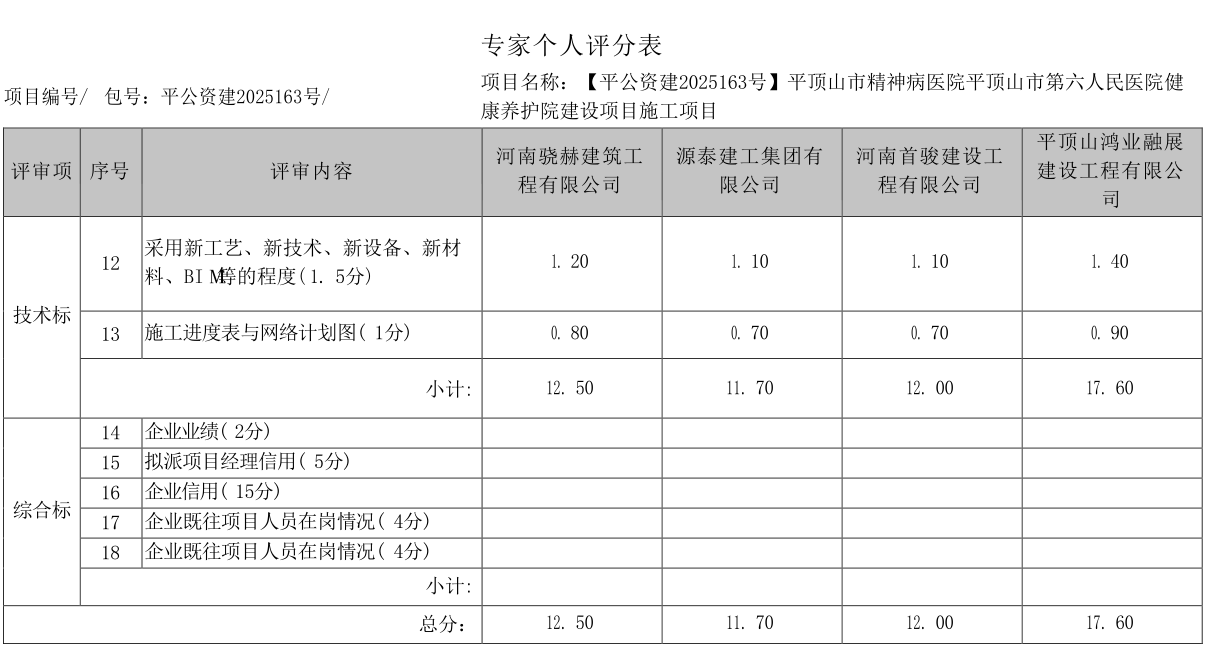 专家个人评分表
项目编号/ 包号：平公资建2025163号/
项目名称：【平公资建2025163号】平顶山市精神病医院平顶山市第六人民医院健
康养护院建设项目施工项目
评审项 序号 评审内容 河南骁赫建筑工程有限公司 源泰建工集团有限公司 河南首骏建设工程有限公司 平顶山鸿业融展建设工程有限公司
技术标
12 采用新工艺、新技术、新设备、新材
料、BIM等的程度(1.5分) 1.20 1.10 1.10 1.40
13 施工进度表与网络计划图(1分) 0.80 0.70 0.70 0.90
小计: 12.50 11.70 12.00 17.60
综合标
14 企业业绩(2分)
15 拟派项目经理信用(5分)
16 企业信用(15分)
17 企业既往项目人员在岗情况(4分)
18 企业既往项目人员在岗情况(4分)
小计:
总分: 12.50 11.70 12.00 17.60